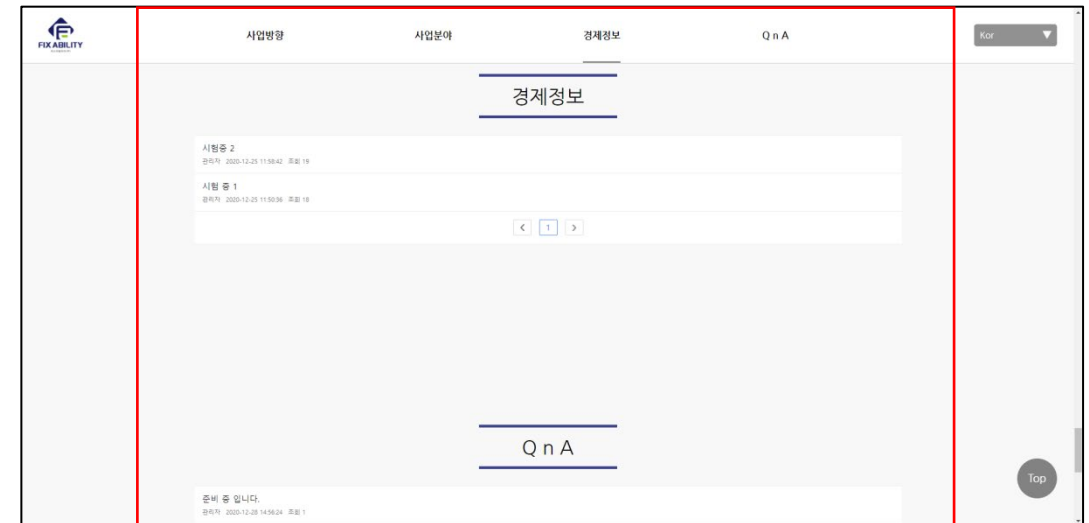 FIX ABILITY
사업방향 사업분야 경제정보 Q n A
Kor
경제정보
시험중 2
관리자 2020-12-25 11:58:42 조회 19
시험 중 1
관리자 2020-12-25 11:50:36 조회 18
1
Q n A
준비 중 입니다.
관리자 2020-12-28 14:56:24 조회 1
Top